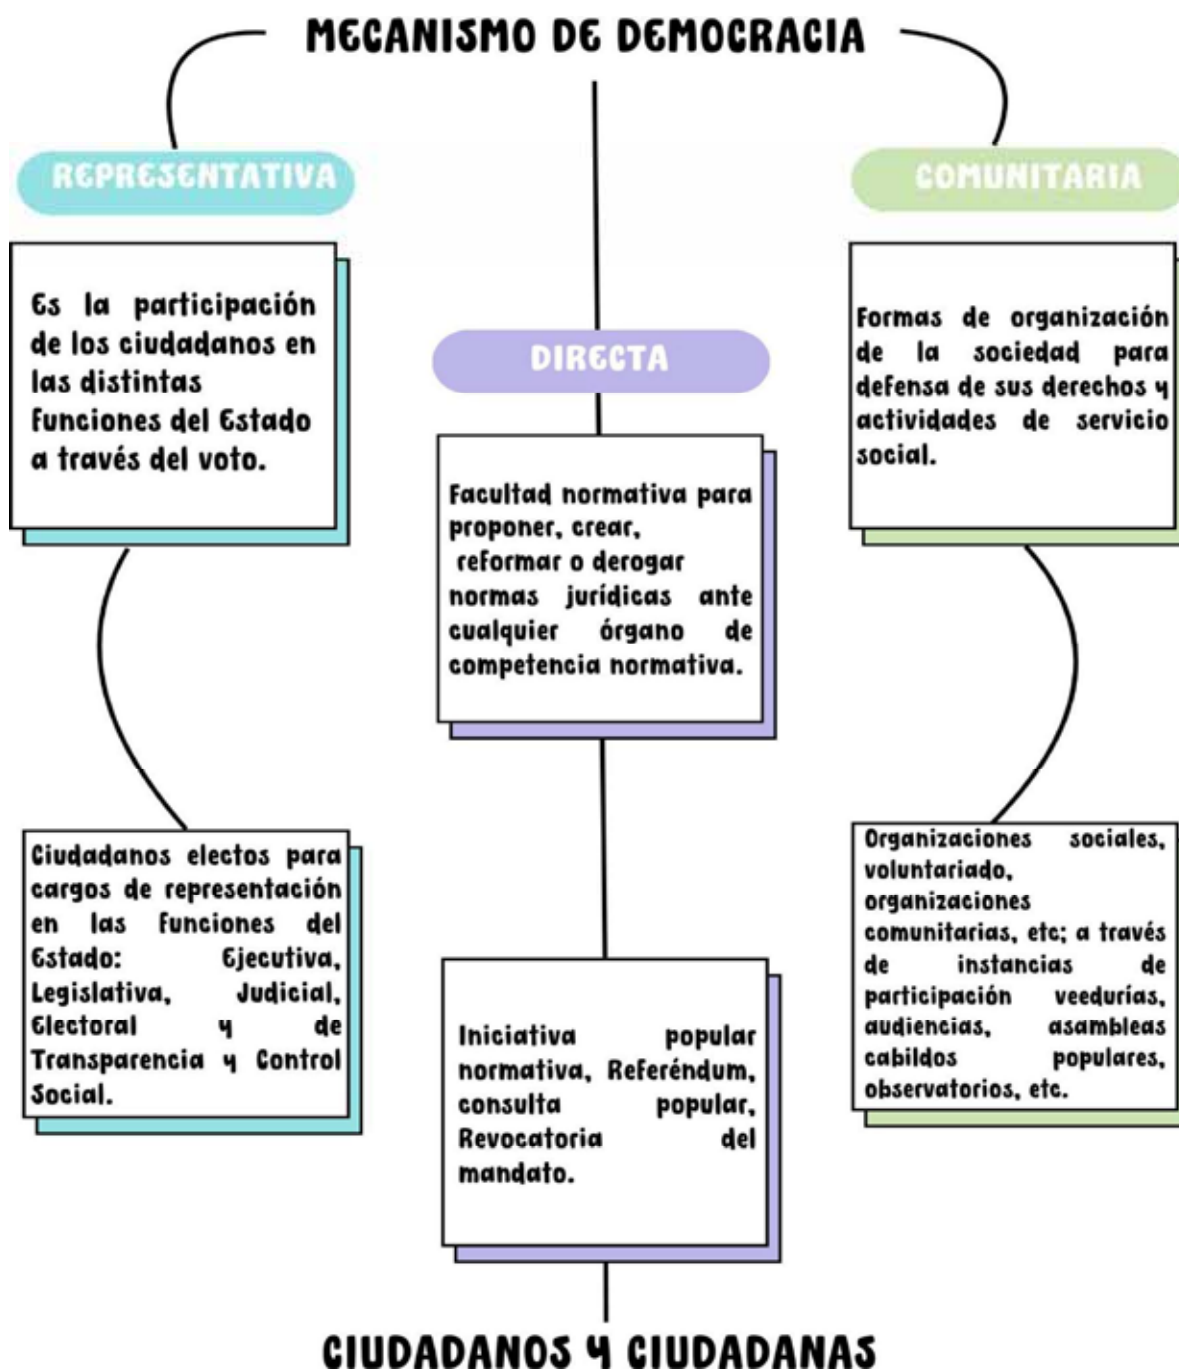 MECANISMO DE DEMOCRACIA
REPRESENTATIVA
Es la participación
de los ciudadanos en
las distintas
funciones del Estado
a través del voto.
Ciudadanos electos para
cargos de representación
en las funciones del
Estado: Ejecutiva,
Legislativa, Judicial,
Electoral y de
Transparencia y Control
Social.
DIRECTA
Facultad normativa para
proponer, crear,
reformar o derogar
normas jurídicas ante
cualquier órgano de
competencia normativa.
Iniciativa popular
normativa, Referéndum,
consulta popular,
Revocatoria del
mandato.
COMUNITARIA
Formas de organización
de la sociedad para
defensa de sus derechos y
actividades de servicio
social.
Organizaciones sociales,
voluntariado,
organizaciones
comunitarias, etc; a través
de instancias de
participación veedurías,
audiencias, asambleas
cabildos populares,
observatorios, etc.
CIUDADANOS Y CIUDADANAS